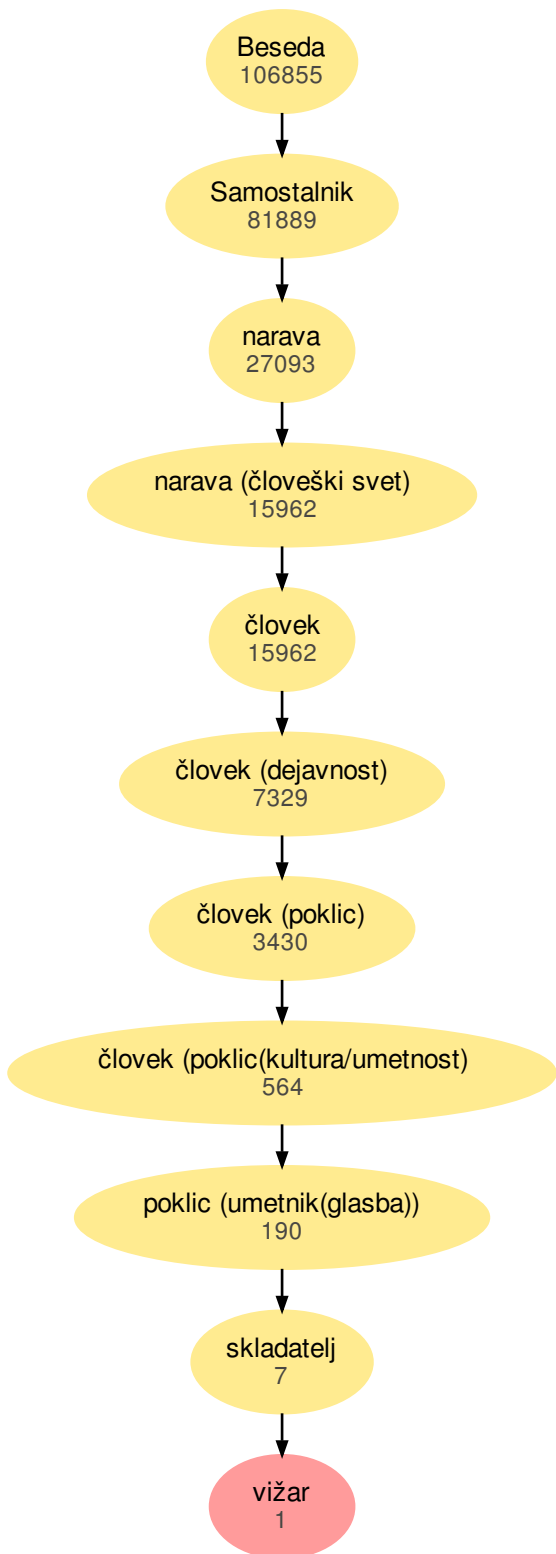 Beseda
106855
Samostalnik
81889
narava
27093
narava (človeški svet)
15962
človek
15962
človek (dejavnost)
7329
človek (poklic)
3430
človek (poklic(kultura/umetnost)
564
poklic (umetnik(glasba))
190
skladatelj
7
vižar
1